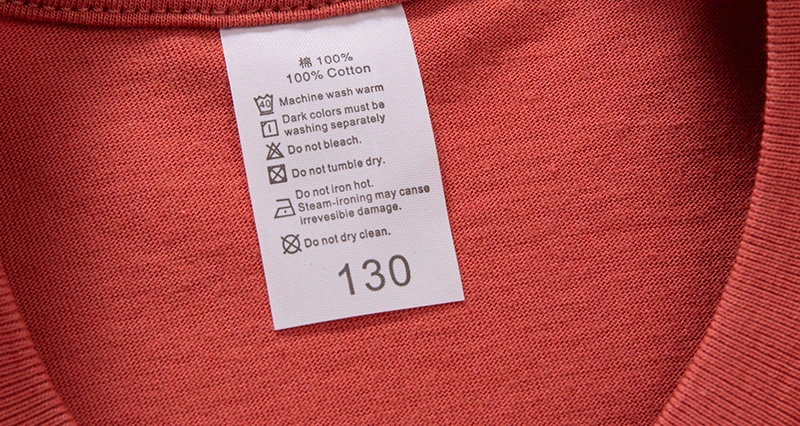 棉 100%
100% Cotton
40 Machine wash warm
Dark colors must be
washing separately
Do not bleach.
Do not tumble dry.
Do not iron hot.
Steam-ironing may canse
irrevesible damage.
Do not dry clean.
130